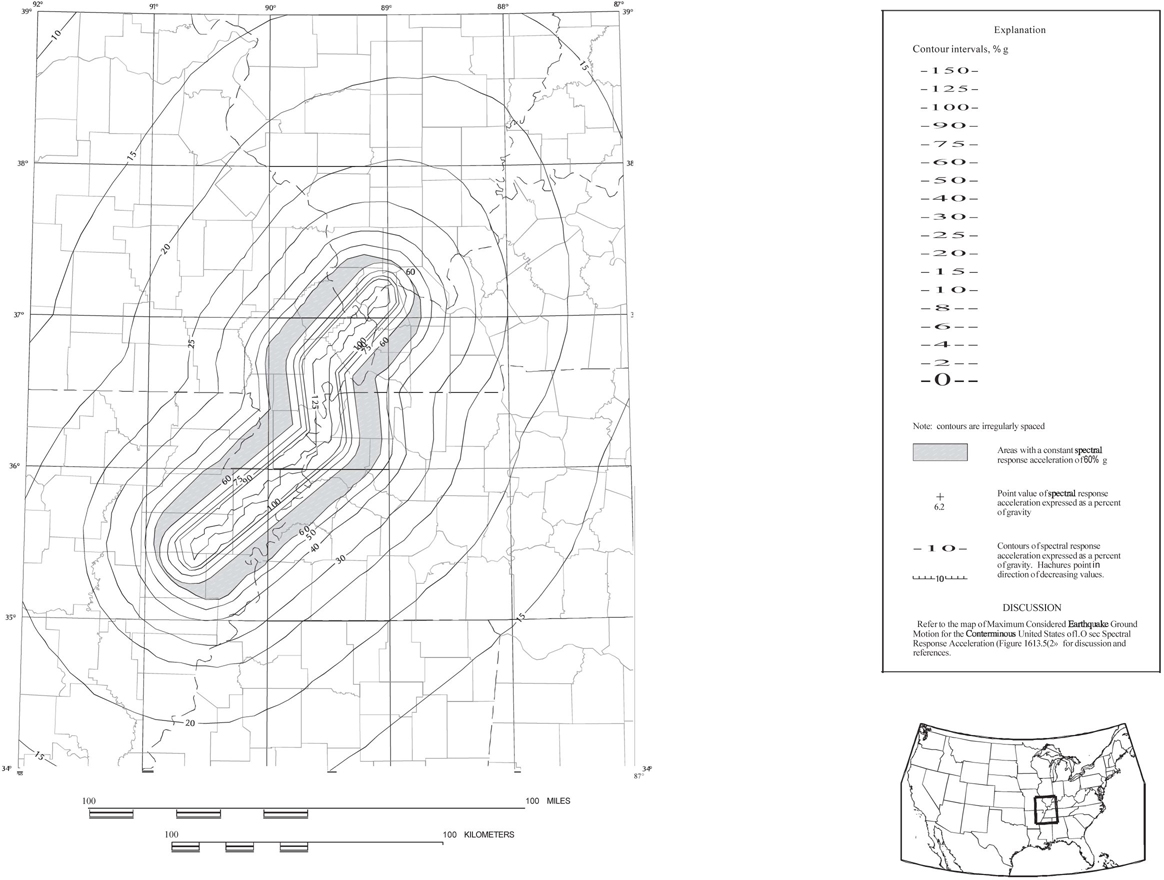 92° 91° 90° 89° 88° 87°
39° 39°
10
15
15
38° 38
20
60
37° 3
25
100
75
60
125
36°
60 75 90
100
60
50
40
30
35° 15
20
15
34° 34°
87°
100 100 MILES
100 100 KILOMETERS
Explanation
Contour intervals, % g
-150-
-125-
-100-
-90-
-75-
-60-
-50-
-40-
-30-
-25-
-20-
-15-
-10-
-8--
-6--
-4--
-2--
-0--
Note: contours are irregularly spaced
Areas with a constant spectral
response acceleration of 60% g
+
6.2
Point value of spectral response
acceleration expressed as a percent
of gravity
-10-
Contours of spectral response
acceleration expressed as a percent
of gravity. Hachures point in
direction of decreasing values.
10
DISCUSSION
Refer to the map of Maximum Considered Earthquake Ground
Motion for the Conterminous United States of1.O sec Spectral
Response Acceleration (Figure 1613.5(2» for discussion and
references.